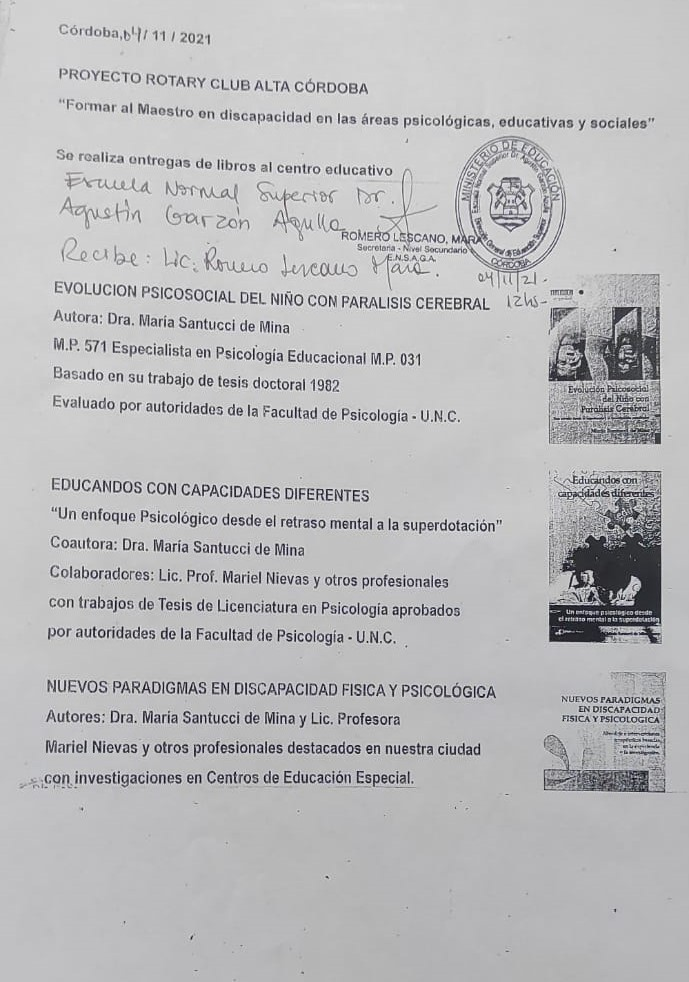 Córdoba,04/ 11 / 2021
PROYECTO ROTARY CLUB ALTA CÓRDOBA
“Formar al Maestro en discapacidad en las áreas psicológicas, educativas y sociales”
Se realiza entregas de libros al centro educativo
Escuela Normal Superior Dr.
Agustín Garzón Agulla
MINISTERIO DE EDUCACIÓN
CÓRDOBA
ROMERO LESCANO, MARA
Secretaria - Nivel Secundario
E.N.S.A.G.A.
Recibe: Lic. Romero Lescano Mara.
04/11/21.-
12hs-
EVOLUCION PSICOSOCIAL DEL NIÑO CON PARALISIS CEREBRAL
Autora: Dra. María Santucci de Mina
M.P. 571 Especialista en Psicología Educacional M.P. 031
Basado en su trabajo de tesis doctoral 1982
Evaluado por autoridades de la Facultad de Psicología - U.N.C.
Evolución Psicosocial
del Niño con
Parálisis Cerebral
EDUCANDOS CON CAPACIDADES DIFERENTES
“Un enfoque Psicológico desde el retraso mental a la superdotación”
Coautora: Dra. María Santucci de Mina
Colaboradores: Lic. Prof. Mariel Nievas y otros profesionales
con trabajos de Tesis de Licenciatura en Psicología aprobados
por autoridades de la Facultad de Psicología - U.N.C.
Educandos con
capacidades diferentes
Un enfoque psicológico desde
el retraso mental a la superdotación
NUEVOS PARADIGMAS EN DISCAPACIDAD FISICA Y PSICOLÓGICA
Autores: Dra. María Santucci de Mina y Lic. Profesora
Mariel Nievas y otros profesionales destacados en nuestra ciudad
con investigaciones en Centros de Educación Especial.
NUEVOS PARADIGMAS
EN DISCAPACIDAD
FISICA Y PSICOLOGICA